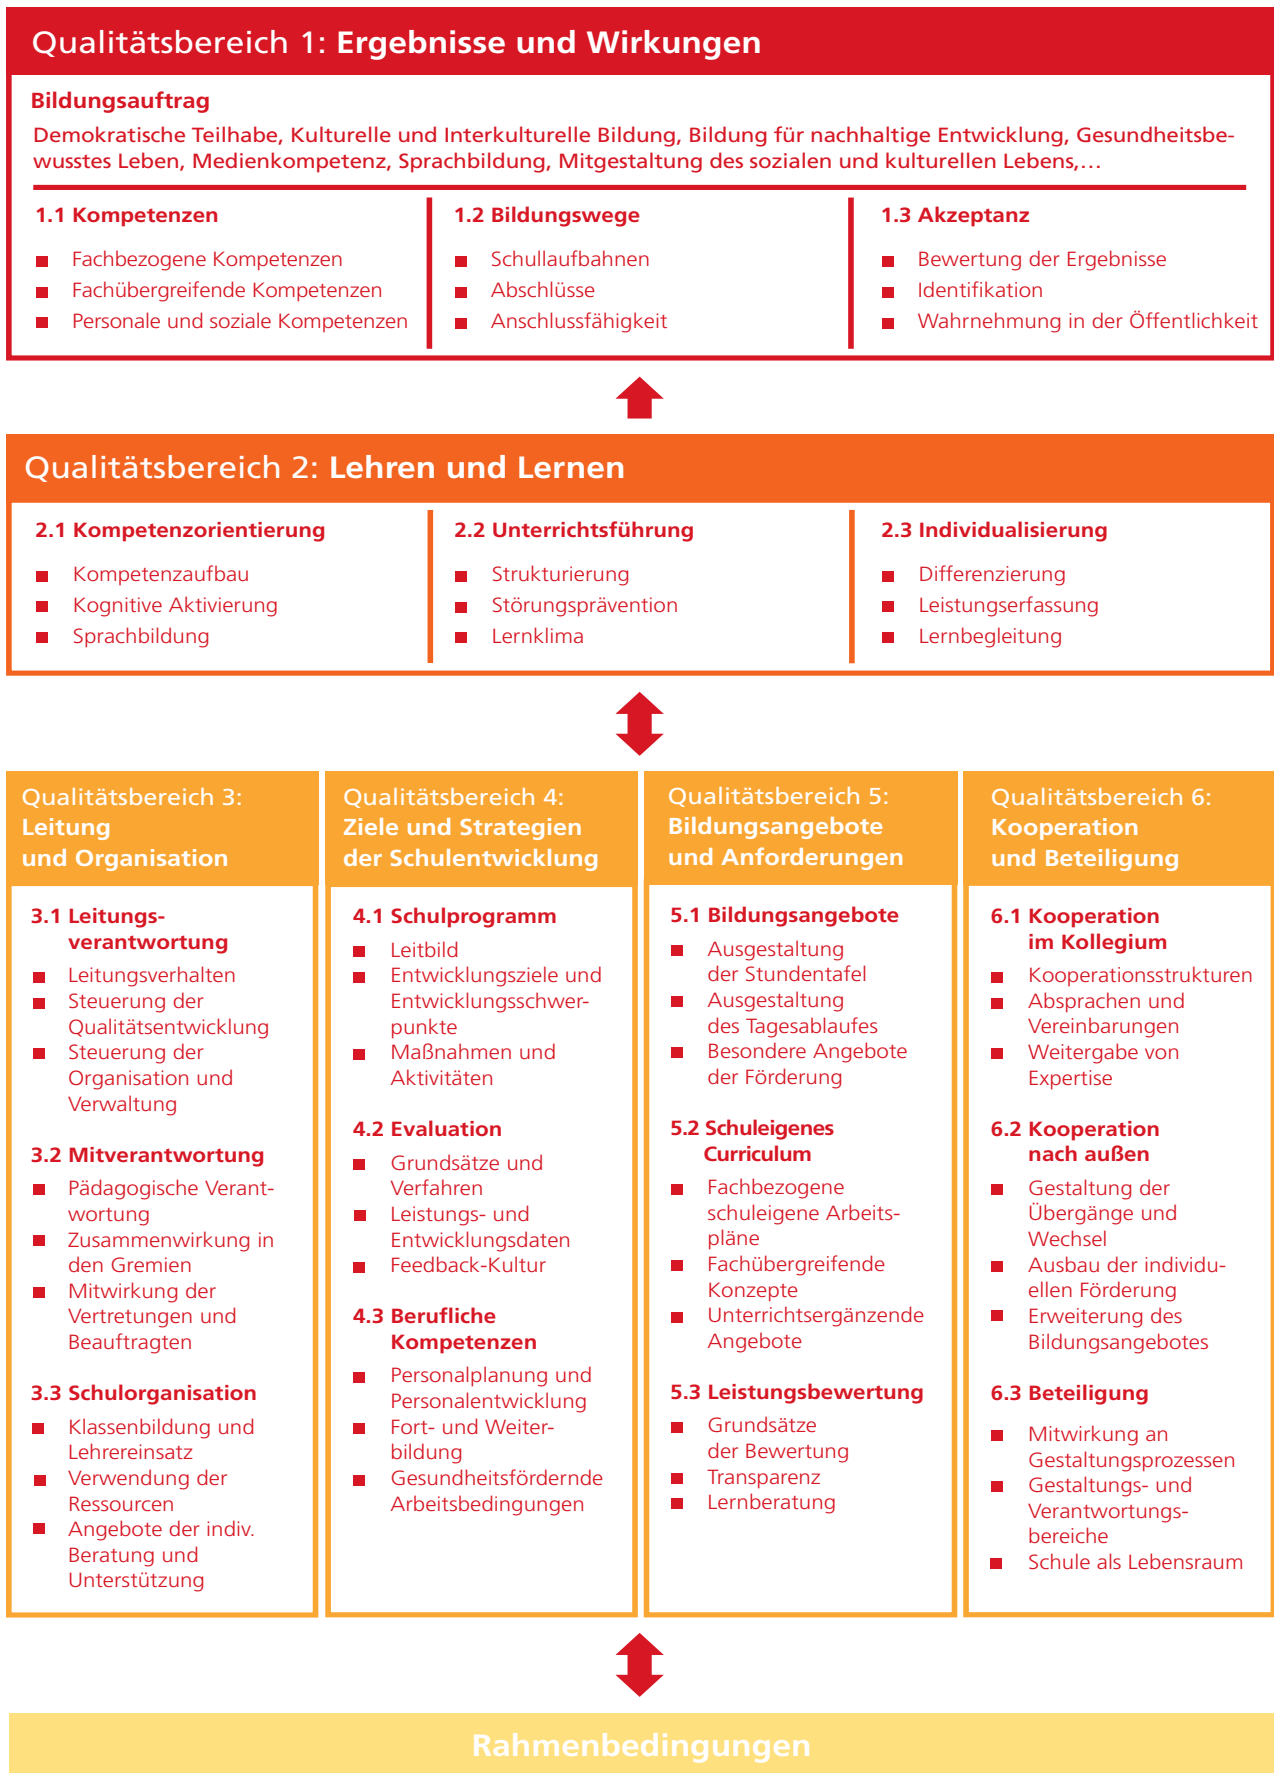 Qualitätsbereich 1: Ergebnisse und Wirkungen
Bildungsauftrag
Demokratische Teilhabe, Kulturelle und Interkulturelle Bildung, Bildung für nachhaltige Entwicklung, Gesundheitsbe-
wusstes Leben, Medienkompetenz, Sprachbildung, Mitgestaltung des sozialen und kulturellen Lebens,...
1.1 Kompetenzen
Fachbezogene Kompetenzen
Fachübergreifende Kompetenzen
Personale und soziale Kompetenzen
1.2 Bildungswege
Schullaufbahnen
Abschlüsse
Anschlussfähigkeit
1.3 Akzeptanz
Bewertung der Ergebnisse
Identifikation
Wahrnehmung in der Öffentlichkeit
Qualitätsbereich 2: Lehren und Lernen
2.1 Kompetenzorientierung
Kompetenzaufbau
Kognitive Aktivierung
Sprachbildung
2.2 Unterrichtsführung
Strukturierung
Störungsprävention
Lernklima
2.3 Individualisierung
Differenzierung
Leistungserfassung
Lernbegleitung
Qualitätsbereich 3:
Leitung
und Organisation
3.1 Leitungs-
verantwortung
Leitungsverhalten
Steuerung der
Qualitätsentwicklung
Steuerung der
Organisation und
Verwaltung
3.2 Mitverantwortung
Pädagogische Verant-
wortung
Zusammenwirkung in
den Gremien
Mitwirkung der
Vertretungen und
Beauftragten
3.3 Schulorganisation
Klassenbildung und
Lehrereinsatz
Verwendung der
Ressourcen
Angebote der indiv.
Beratung und
Unterstützung
Qualitätsbereich 4:
Ziele und Strategien
der Schulentwicklung
4.1 Schulprogramm
Leitbild
Entwicklungsziele und
Entwicklungsschwer-
punkte
Maßnahmen und
Aktivitäten
4.2 Evaluation
Grundsätze und
Verfahren
Leistungs- und
Entwicklungsdaten
Feedback-Kultur
4.3 Berufliche
Kompetenzen
Personalplanung und
Personalentwicklung
Fort- und Weiter-
bildung
Gesundheitsfördernde
Arbeitsbedingungen
Qualitätsbereich 5:
Bildungsangebote
und Anforderungen
5.1 Bildungsangebote
Ausgestaltung
der Stundentafel
Ausgestaltung
des Tagesablaufes
Besondere Angebote
der Förderung
5.2 Schuleigenes
Curriculum
Fachbezogene
schuleigene Arbeits-
pläne
Fachübergreifende
Konzepte
Unterrichtsergänzende
Angebote
5.3 Leistungsbewertung
Grundsätze
der Bewertung
Transparenz
Lernberatung
Qualitätsbereich 6:
Kooperation
und Beteiligung
6.1 Kooperation
im Kollegium
Kooperationsstrukturen
Absprachen und
Vereinbarungen
Weitergabe von
Expertise
6.2 Kooperation
nach außen
Gestaltung der
Übergänge und
Wechsel
Ausbau der individu-
ellen Förderung
Erweiterung des
Bildungsangebotes
6.3 Beteiligung
Mitwirkung an
Gestaltungsprozessen
Gestaltungs- und
Verantwortungs-
bereiche
Schule als Lebensraum
Rahmenbedingungen